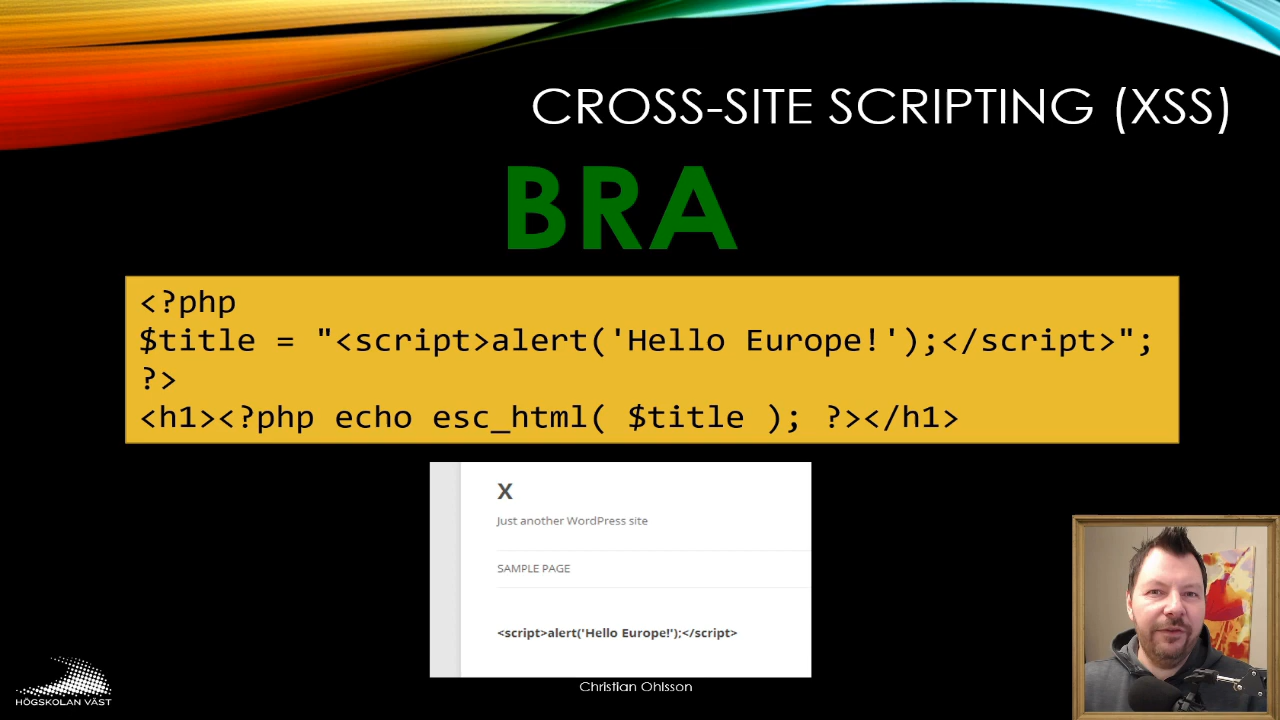 CROSS-SITE SCRIPTING (XSS)
BRA
<?php
$title = "<script>alert('Hello Europe!');</script>";
?>
<h1><?php echo esc_html( $title ); ?></h1>
X
Just another WordPress site
SAMPLE PAGE
<script>alert('Hello Europe!');</script>
Christian Ohlsson
HÖGSKOLAN VÄST